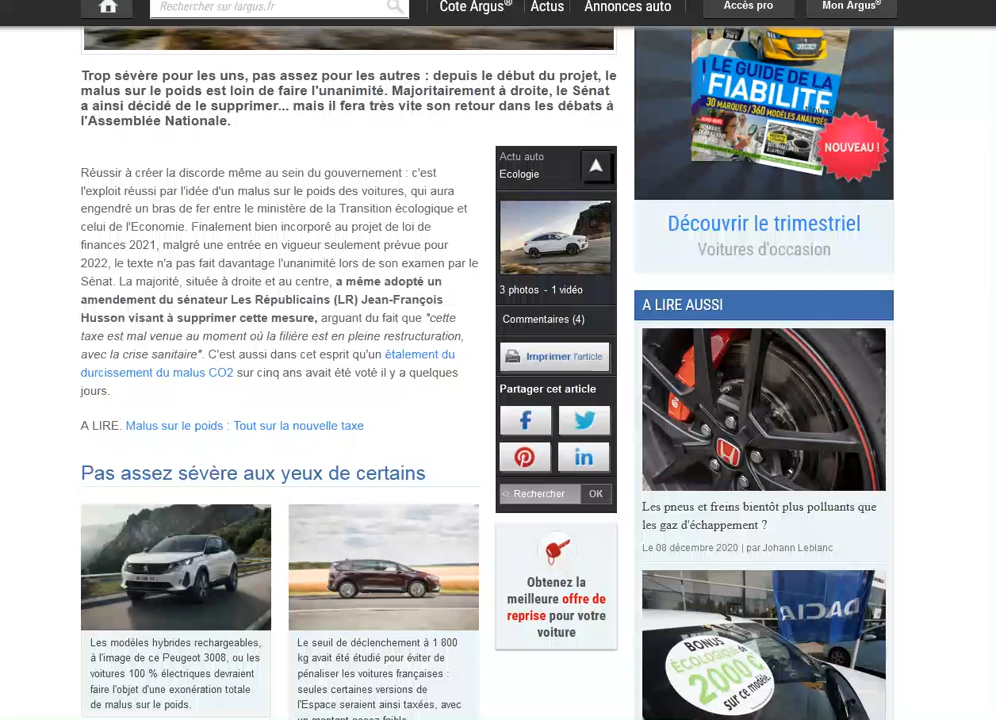 Rechercher sur largus.fr
Cote Argus®
Actus
Annonces auto
Accès pro
Mon Argus®
Trop sévère pour les uns, pas assez pour les autres : depuis le début du projet, le
malus sur le poids est loin de faire l'unanimité. Majoritairement à droite, le Sénat
a ainsi décidé de le supprimer... mais il fera très vite son retour dans les débats à
l'Assemblée Nationale.
Réussir à créer la discorde même au sein du gouvernement : c'est
l'exploit réussi par l'idée d'un malus sur le poids des voitures, qui aura
engendré un bras de fer entre le ministère de la Transition écologique et
celui de l'Economie. Finalement bien incorporé au projet de loi de
finances 2021, malgré une entrée en vigueur seulement prévue pour
2022, le texte n'a pas fait davantage l'unanimité lors de son examen par le
Sénat. La majorité, située à droite et au centre, a même adopté un
amendement du sénateur Les Républicains (LR) Jean-François
Husson visant à supprimer cette mesure, arguant du fait que "cette
taxe est mal venue au moment où la filière est en pleine restructuration,
avec la crise sanitaire". C'est aussi dans cet esprit qu'un étalement du
durcissement du malus CO2 sur cinq ans avait été voté il y a quelques
jours.
A LIRE. Malus sur le poids : Tout sur la nouvelle taxe
Pas assez sévère aux yeux de certains
Les modèles hybrides rechargeables,
à l'image de ce Peugeot 3008, ou les
voitures 100 % électriques devraient
faire l'objet d'une exonération totale
de malus sur le poids.
Le seuil de déclenchement à 1 800
kg avait été étudié pour éviter de
pénaliser les voitures françaises :
seules certaines versions de
l'Espace seraient ainsi taxées, avec
un montant assez faible.
Actu auto
Ecologie
3 photos - 1 vidéo
Commentaires (4)
Imprimer l'article
Partager cet article
Rechercher
OK
Obtenez la
meilleure offre de
reprise pour votre
voiture
LE GUIDE DE LA
FIABILITÉ
30 MARQUES/360 MODÈLES ANALYSÉS
NOUVEAU !
Découvrir le trimestriel
Voitures d'occasion
A LIRE AUSSI
Les pneus et freins bientôt plus polluants que
les gaz d'échappement ?
Le 08 décembre 2020 | par Johann Leblanc
DACIA
BONUS
ÉCOLOGIQUE de
2000 €
sur ce modèle